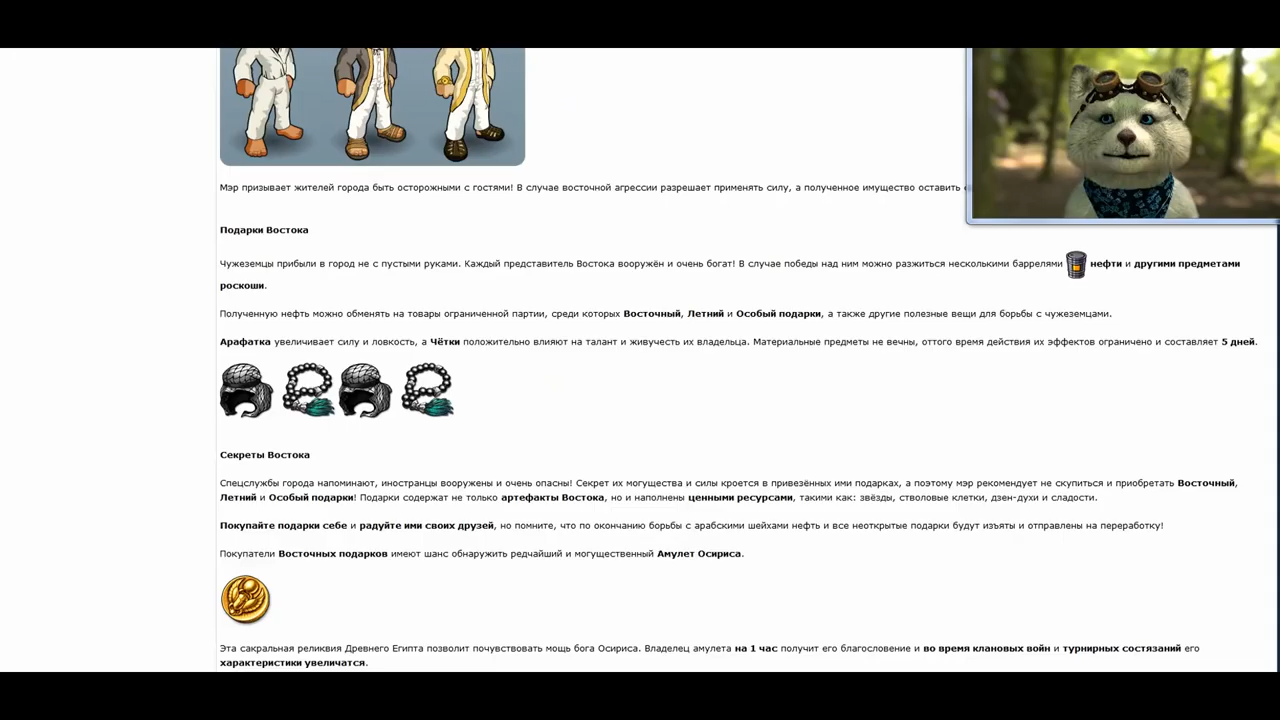 Мэр призывает жителей города быть осторожными с гостями! В случае восточной агрессии разрешает применять силу, а полученное имущество оставить
Подарки Востока
Чужеземцы прибыли в город не с пустыми руками. Каждый представитель Востока вооружён и очень богат! В случае победы над ним можно разжиться несколькими баррелями нефти и другими предметами
роскоши.
Полученную нефть можно обменять на товары ограниченной партии, среди которых Восточный, Летний и Особый подарки, а также другие полезные вещи для борьбы с чужеземцами.
Арафатка увеличивает силу и ловкость, а Чётки положительно влияют на талант и живучесть их владельца. Материальные предметы не вечны, оттого время действия их эффектов ограничено и составляет 5 дней.
Секреты Востока
Спецслужбы города напоминают, иностранцы вооружены и очень опасны! Секрет их могущества и силы кроется в привезённых ими подарках, а поэтому мэр рекомендует не скупиться и приобретать Восточный,
Летний и Особый подарки! Подарки содержат не только артефакты Востока, но и наполнены ценными ресурсами, такими как: звёзды, стволовые клетки, дзен-духи и сладости.
Покупайте подарки себе и радуйте ими своих друзей, но помните, что по окончанию борьбы с арабскими шейхами нефть и все неоткрытые подарки будут изъяты и отправлены на переработку!
Покупатели Восточных подарков имеют шанс обнаружить редчайший и могущественный Амулет Осириса.
Эта сакральная реликвия Древнего Египта позволит почувствовать мощь бога Осириса. Владелец амулета на 1 час получит его благословение и во время клановых войн и турнирных состязаний его
характеристики увеличатся.